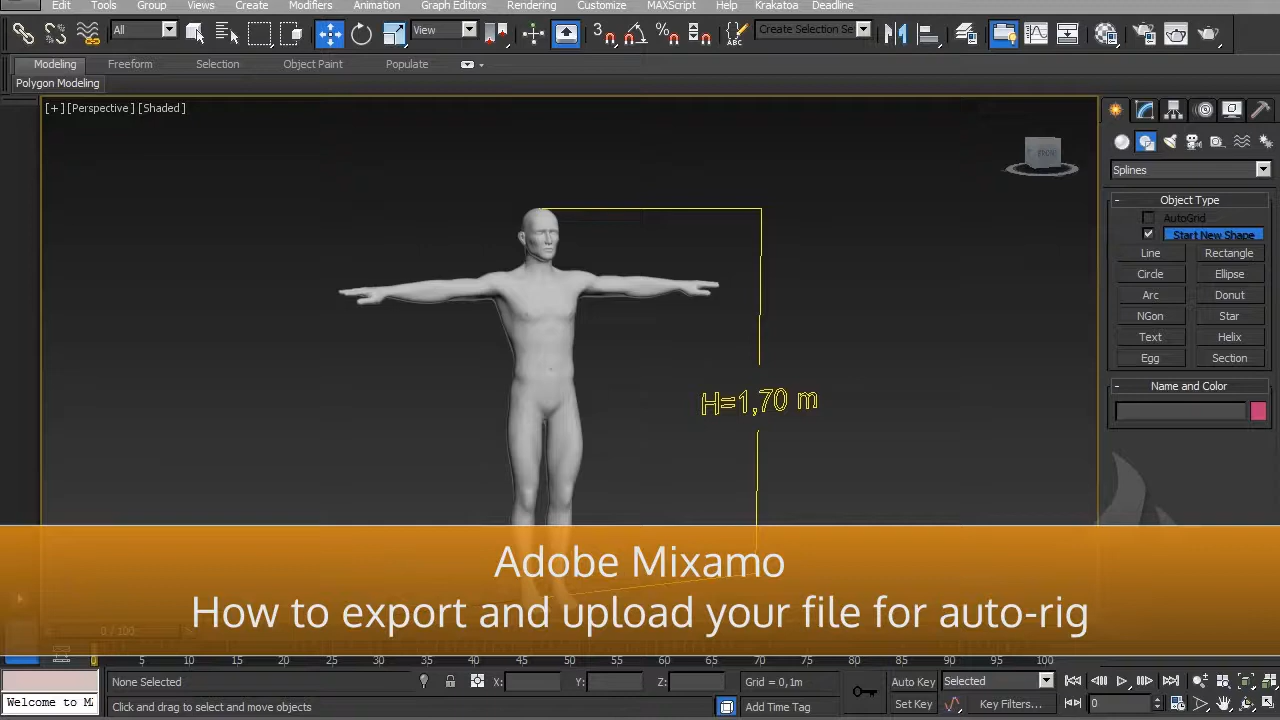 Edit Tools Group Views Create Modifiers Animation Graph Editors Rendering Customize MAXScript Help Krakatoa Deadline
All View 3 Create Selection Se
Modeling Freeform Selection Object Paint Populate
Polygon Modeling
[+][Perspective][Shaded]
Splines
- Object Type
AutoGrid
Start New Shape
Line Rectangle
Circle Ellipse
Arc Donut
NGon Star
Text Helix
Egg Section
- Name and Color
H=1,70 m
Adobe Mixamo
How to export and upload your file for auto-rig
0 / 100
5 10 15 20 25 30 35 40 45 50 55 60 65 70 75 80 85 90 95 100
None Selected X: Y: Z: Grid = 0,1m Auto Key Selected
Welcome to M Click and drag to select and move objects Add Time Tag Set Key Key Filters... 0